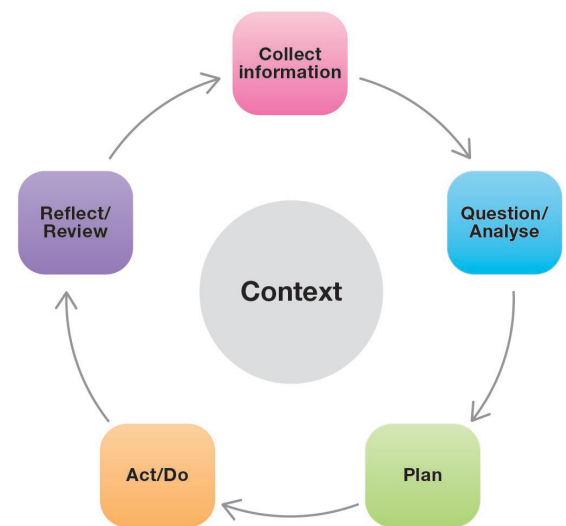 Collect
information
Question/
Analyse
Plan
Act/Do
Reflect/
Review
Context